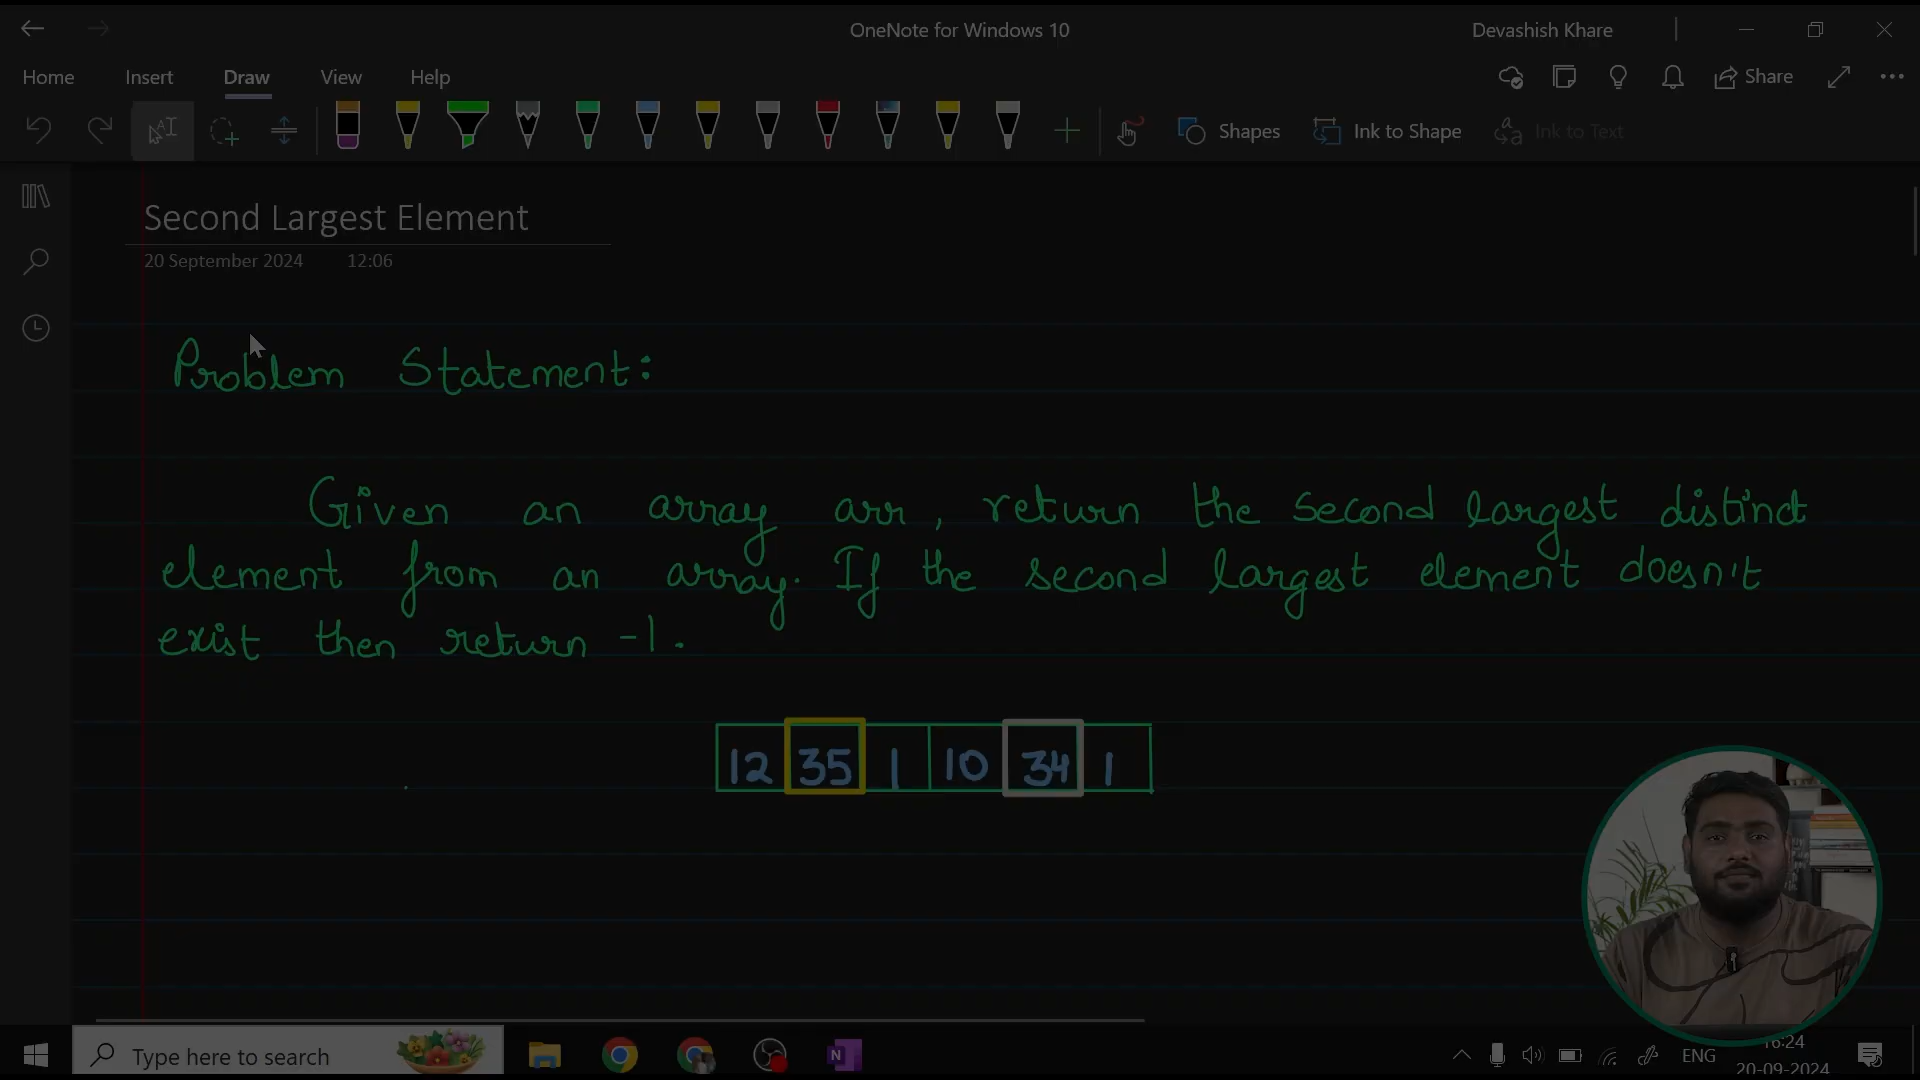 OneNote for Windows 10
Devashish Khare
Home Insert Draw View Help
Share
Shapes Ink to Shape Ink to Text
Second Largest Element
20 September 2024 12:06
Problem Statement:
Given an array arr, return the second largest distinct
element from an array. If the second largest element doesn't
exist then return -1.
12 35 1 10 34 1
Type here to search
ENG
16:24
20-09-2024